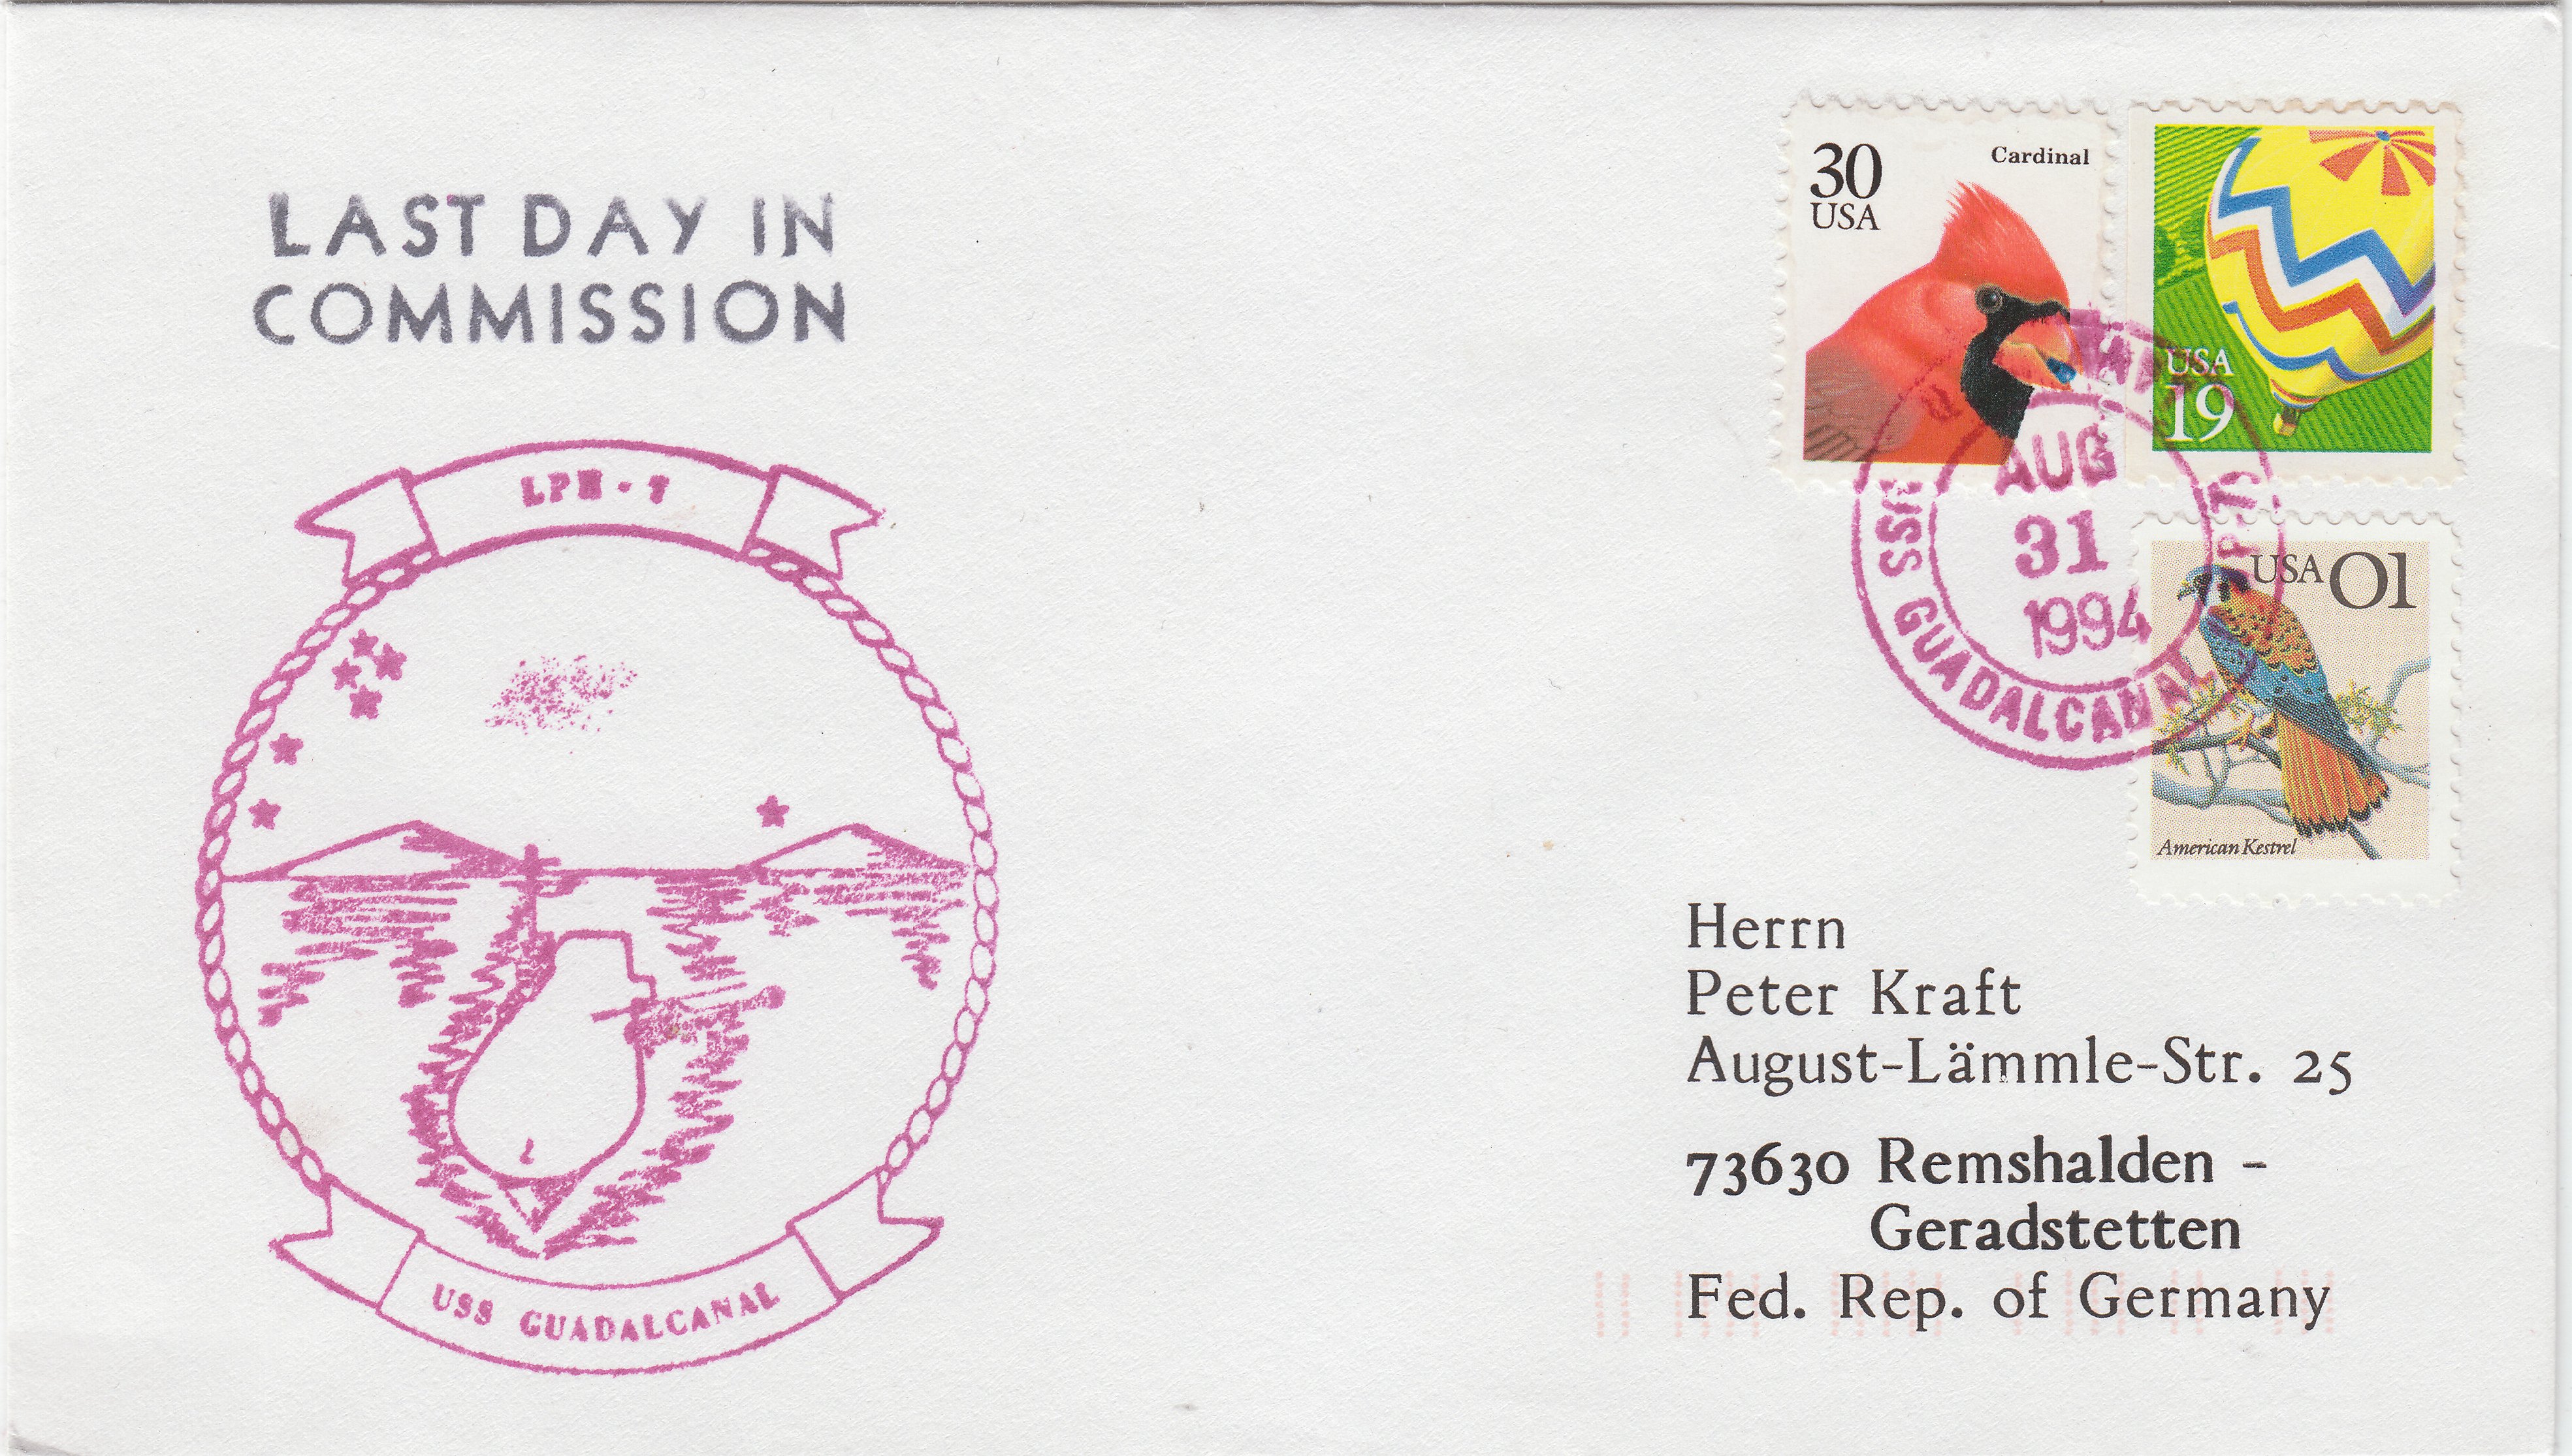 LAST DAY IN
COMMISSION
LPH - 7
USS GUADALCANAL
30
USA
Cardinal
USA
19
USA 01
American Kestrel
USS GUADALCANAL
AUG
31
1994
Herrn
Peter Kraft
August-Lämmle-Str. 25
73630 Remshalden -
Geradstetten
Fed. Rep. of Germany